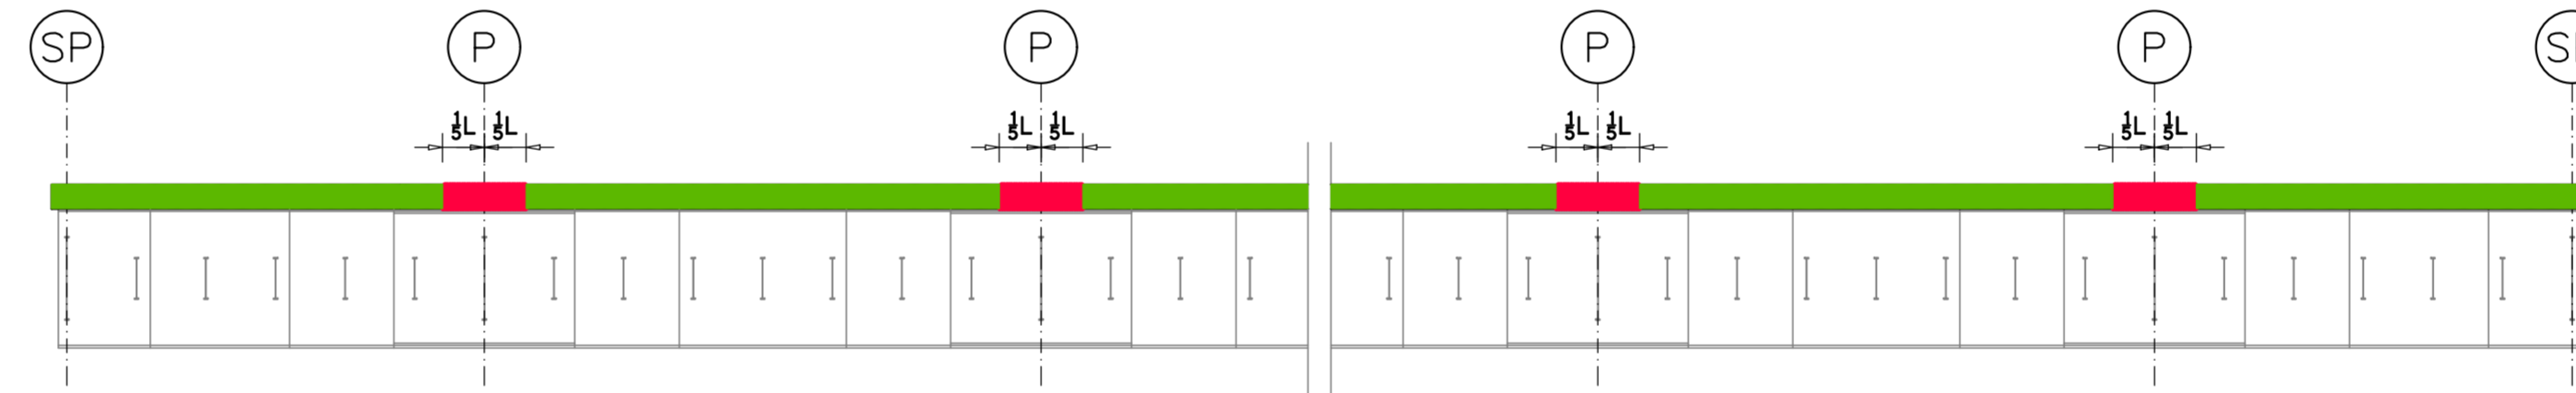 SP P P P P S
1/5L 1/5L 1/5L 1/5L 1/5L 1/5L 1/5L 1/5L